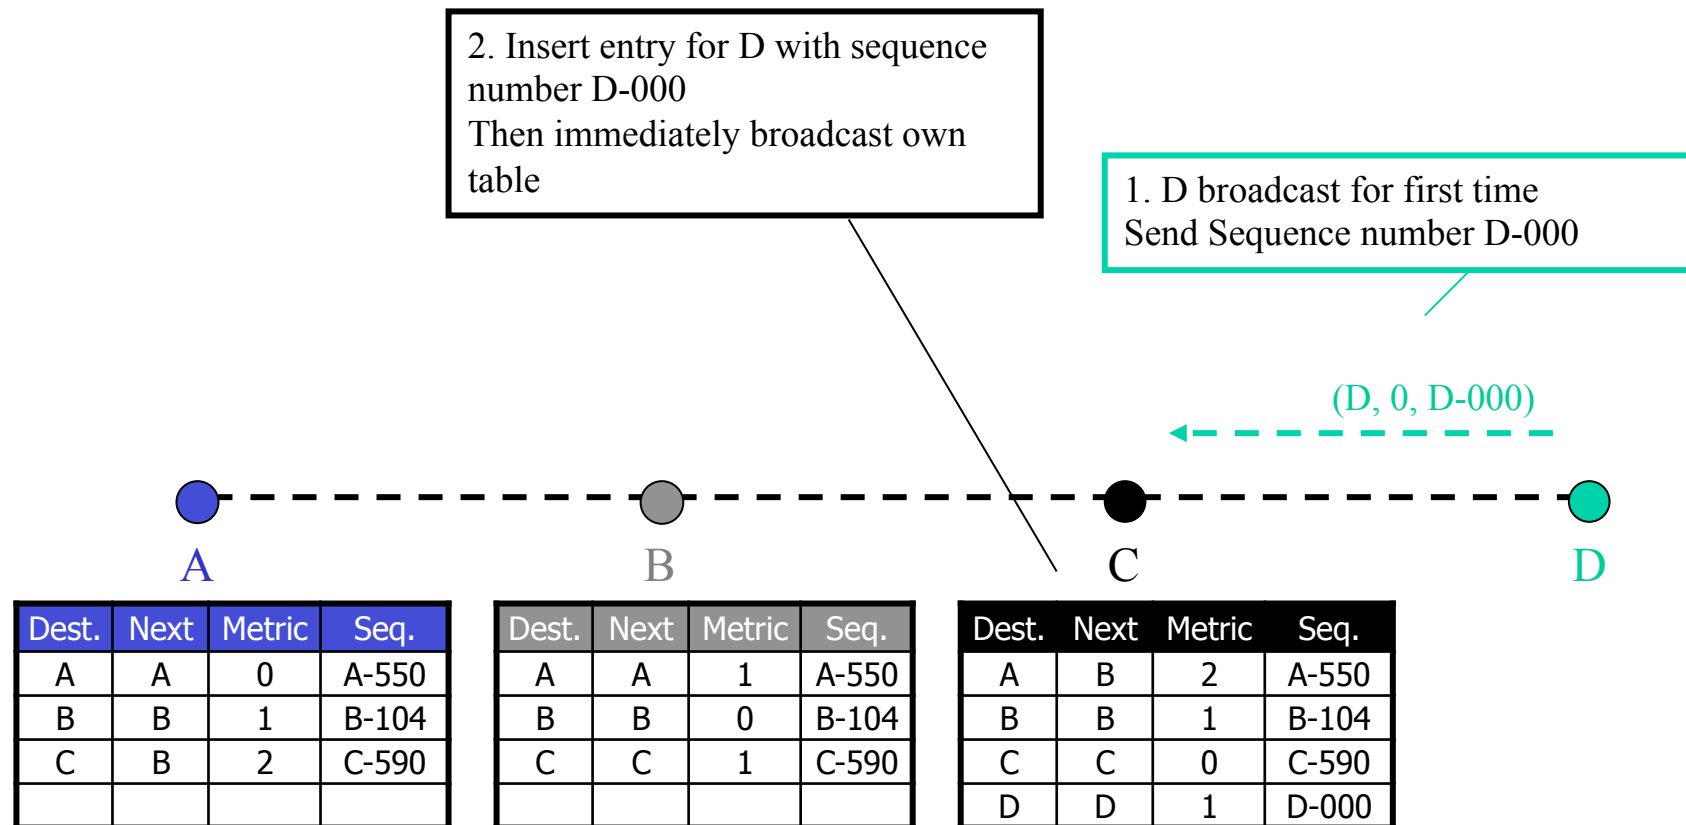 2. Insert entry for D with sequence
number D-000
Then immediately broadcast own
table
1. D broadcast for first time
Send Sequence number D-000
(D, 0, D-000)
A
B
C
D
Dest. Next Metric Seq.
A A 0 A-550
B B 1 B-104
C B 2 C-590
Dest. Next Metric Seq.
A A 1 A-550
B B 0 B-104
C C 1 C-590
Dest. Next Metric Seq.
A B 2 A-550
B B 1 B-104
C C 0 C-590
D D 1 D-000